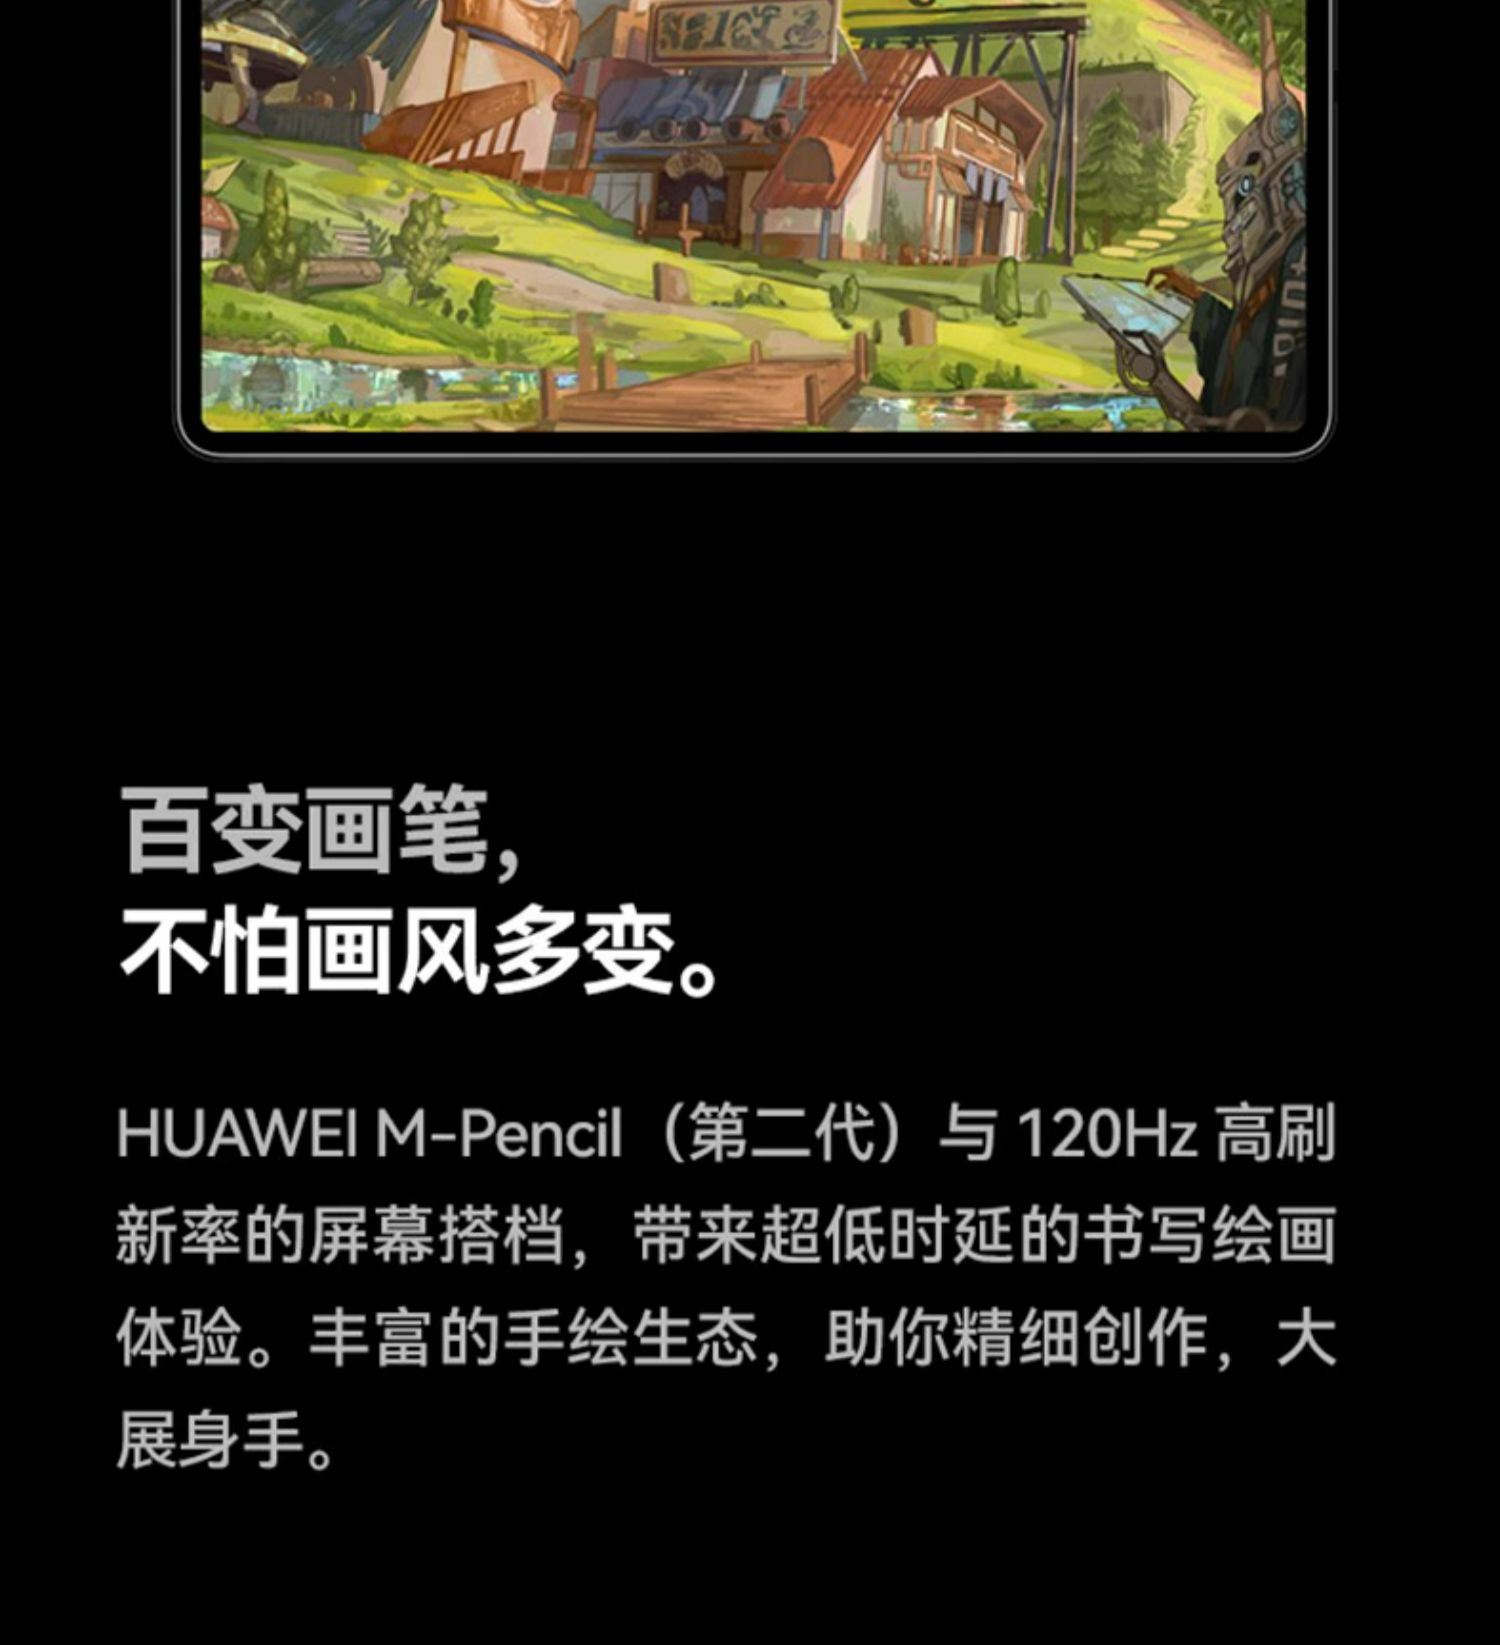 百变画笔，
不怕画风多变。
HUAWEI M-Pencil（第二代）与 120Hz 高刷
新率的屏幕搭档，带来超低时延的书写绘画
体验。丰富的手绘生态，助你精细创作，大
展身手。